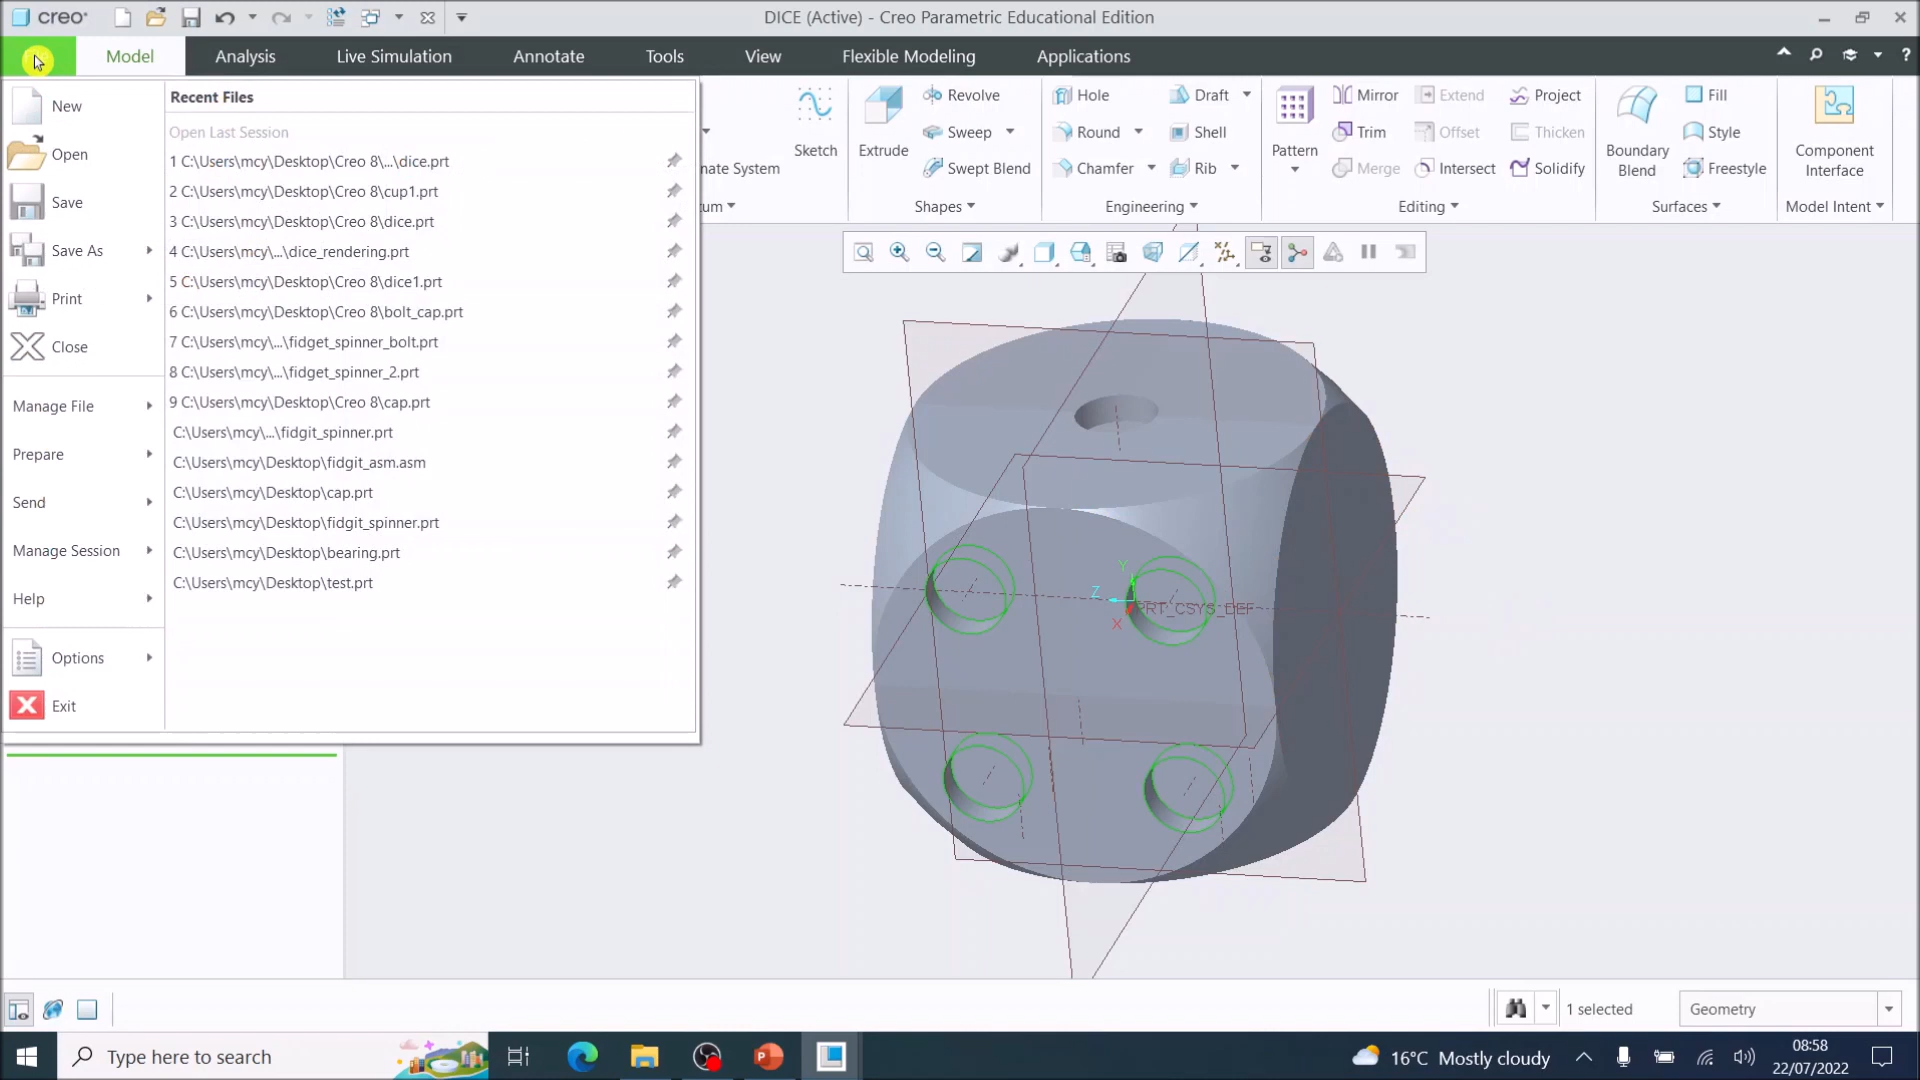 creo
DICE (Active) - Creo Parametric Educational Edition
Model
Analysis
Live Simulation
Annotate
Tools
View
Flexible Modeling
Applications
?
New
Open
Save
Save As
Print
Close
Manage File
Prepare
Send
Manage Session
Help
Options
Exit
Recent Files
Open Last Session
1 C:\Users\mcy\Desktop\Creo 8\...\dice.prt
2 C:\Users\mcy\Desktop\Creo 8\cup1.prt
3 C:\Users\mcy\Desktop\Creo 8\dice.prt
4 C:\Users\mcy\...\dice_rendering.prt
5 C:\Users\mcy\Desktop\Creo 8\dice1.prt
6 C:\Users\mcy\Desktop\Creo 8\bolt_cap.prt
7 C:\Users\mcy\...\fidget_spinner_bolt.prt
8 C:\Users\mcy\...\fidget_spinner_2.prt
9 C:\Users\mcy\Desktop\Creo 8\cap.prt
C:\Users\mcy\...\fidgit_spinner.prt
C:\Users\mcy\Desktop\fidgit_asm.asm
C:\Users\mcy\Desktop\cap.prt
C:\Users\mcy\Desktop\fidgit_spinner.prt
C:\Users\mcy\Desktop\bearing.prt
C:\Users\mcy\Desktop\test.prt
nate System
um
Sketch
Extrude
Revolve
Sweep
Swept Blend
Shapes
Hole
Round
Chamfer
Draft
Shell
Rib
Engineering
Pattern
Mirror
Trim
Merge
Extend
Offset
Intersect
Project
Thicken
Solidify
Editing
Boundary
Blend
Fill
Style
Freestyle
Surfaces
Component
Interface
Model Intent
Y
Z
X
PRT_CSYS_DEF
1 selected
Geometry
Type here to search
16°C Mostly cloudy
08:58
22/07/2022